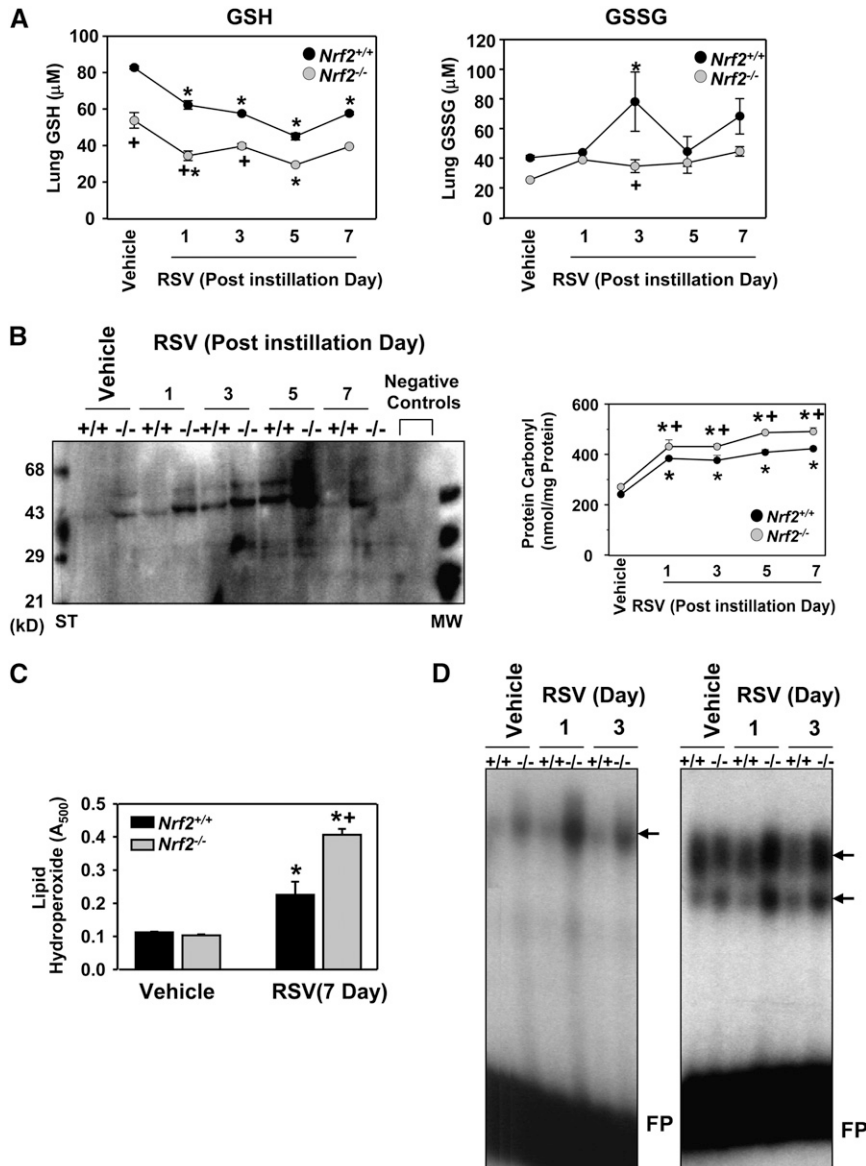 A
GSH
Lung GSH (μM)
100
80
60
40
20
0
Nrf2+/+
Nrf2-/-
*
*
*
*
+
+*
+
*
Vehicle
1 3 5 7
RSV (Post instillation Day)
GSSG
Lung GSSG (μM)
120
100
80
60
40
20
0
Nrf2+/+
Nrf2-/-
*
+
Vehicle
1 3 5 7
RSV (Post instillation Day)
B
RSV (Post instillation Day)
Vehicle
1 3 5 7
Negative
Controls
+/+ -/- +/+ -/- +/+ -/- +/+ -/- +/+ -/-
68
43
29
21
(kD)
ST
MW
Protein Carbonyl
(nmol/mg Protein)
600
400
200
0
*+ *+ *+ *+
* * * *
Nrf2+/+
Nrf2-/-
Vehicle
1 3 5 7
RSV (Post instillation Day)
C
Lipid
Hydroperoxide (A500)
0.5
0.4
0.3
0.2
0.1
0.0
Nrf2+/+
Nrf2-/-
*
*+
Vehicle
RSV(7 Day)
D
Vehicle
RSV (Day)
1 3
+/+ -/- +/+ -/- +/+ -/-
FP
Vehicle
RSV (Day)
1 3
+/+ -/- +/+ -/- +/+ -/-
FP